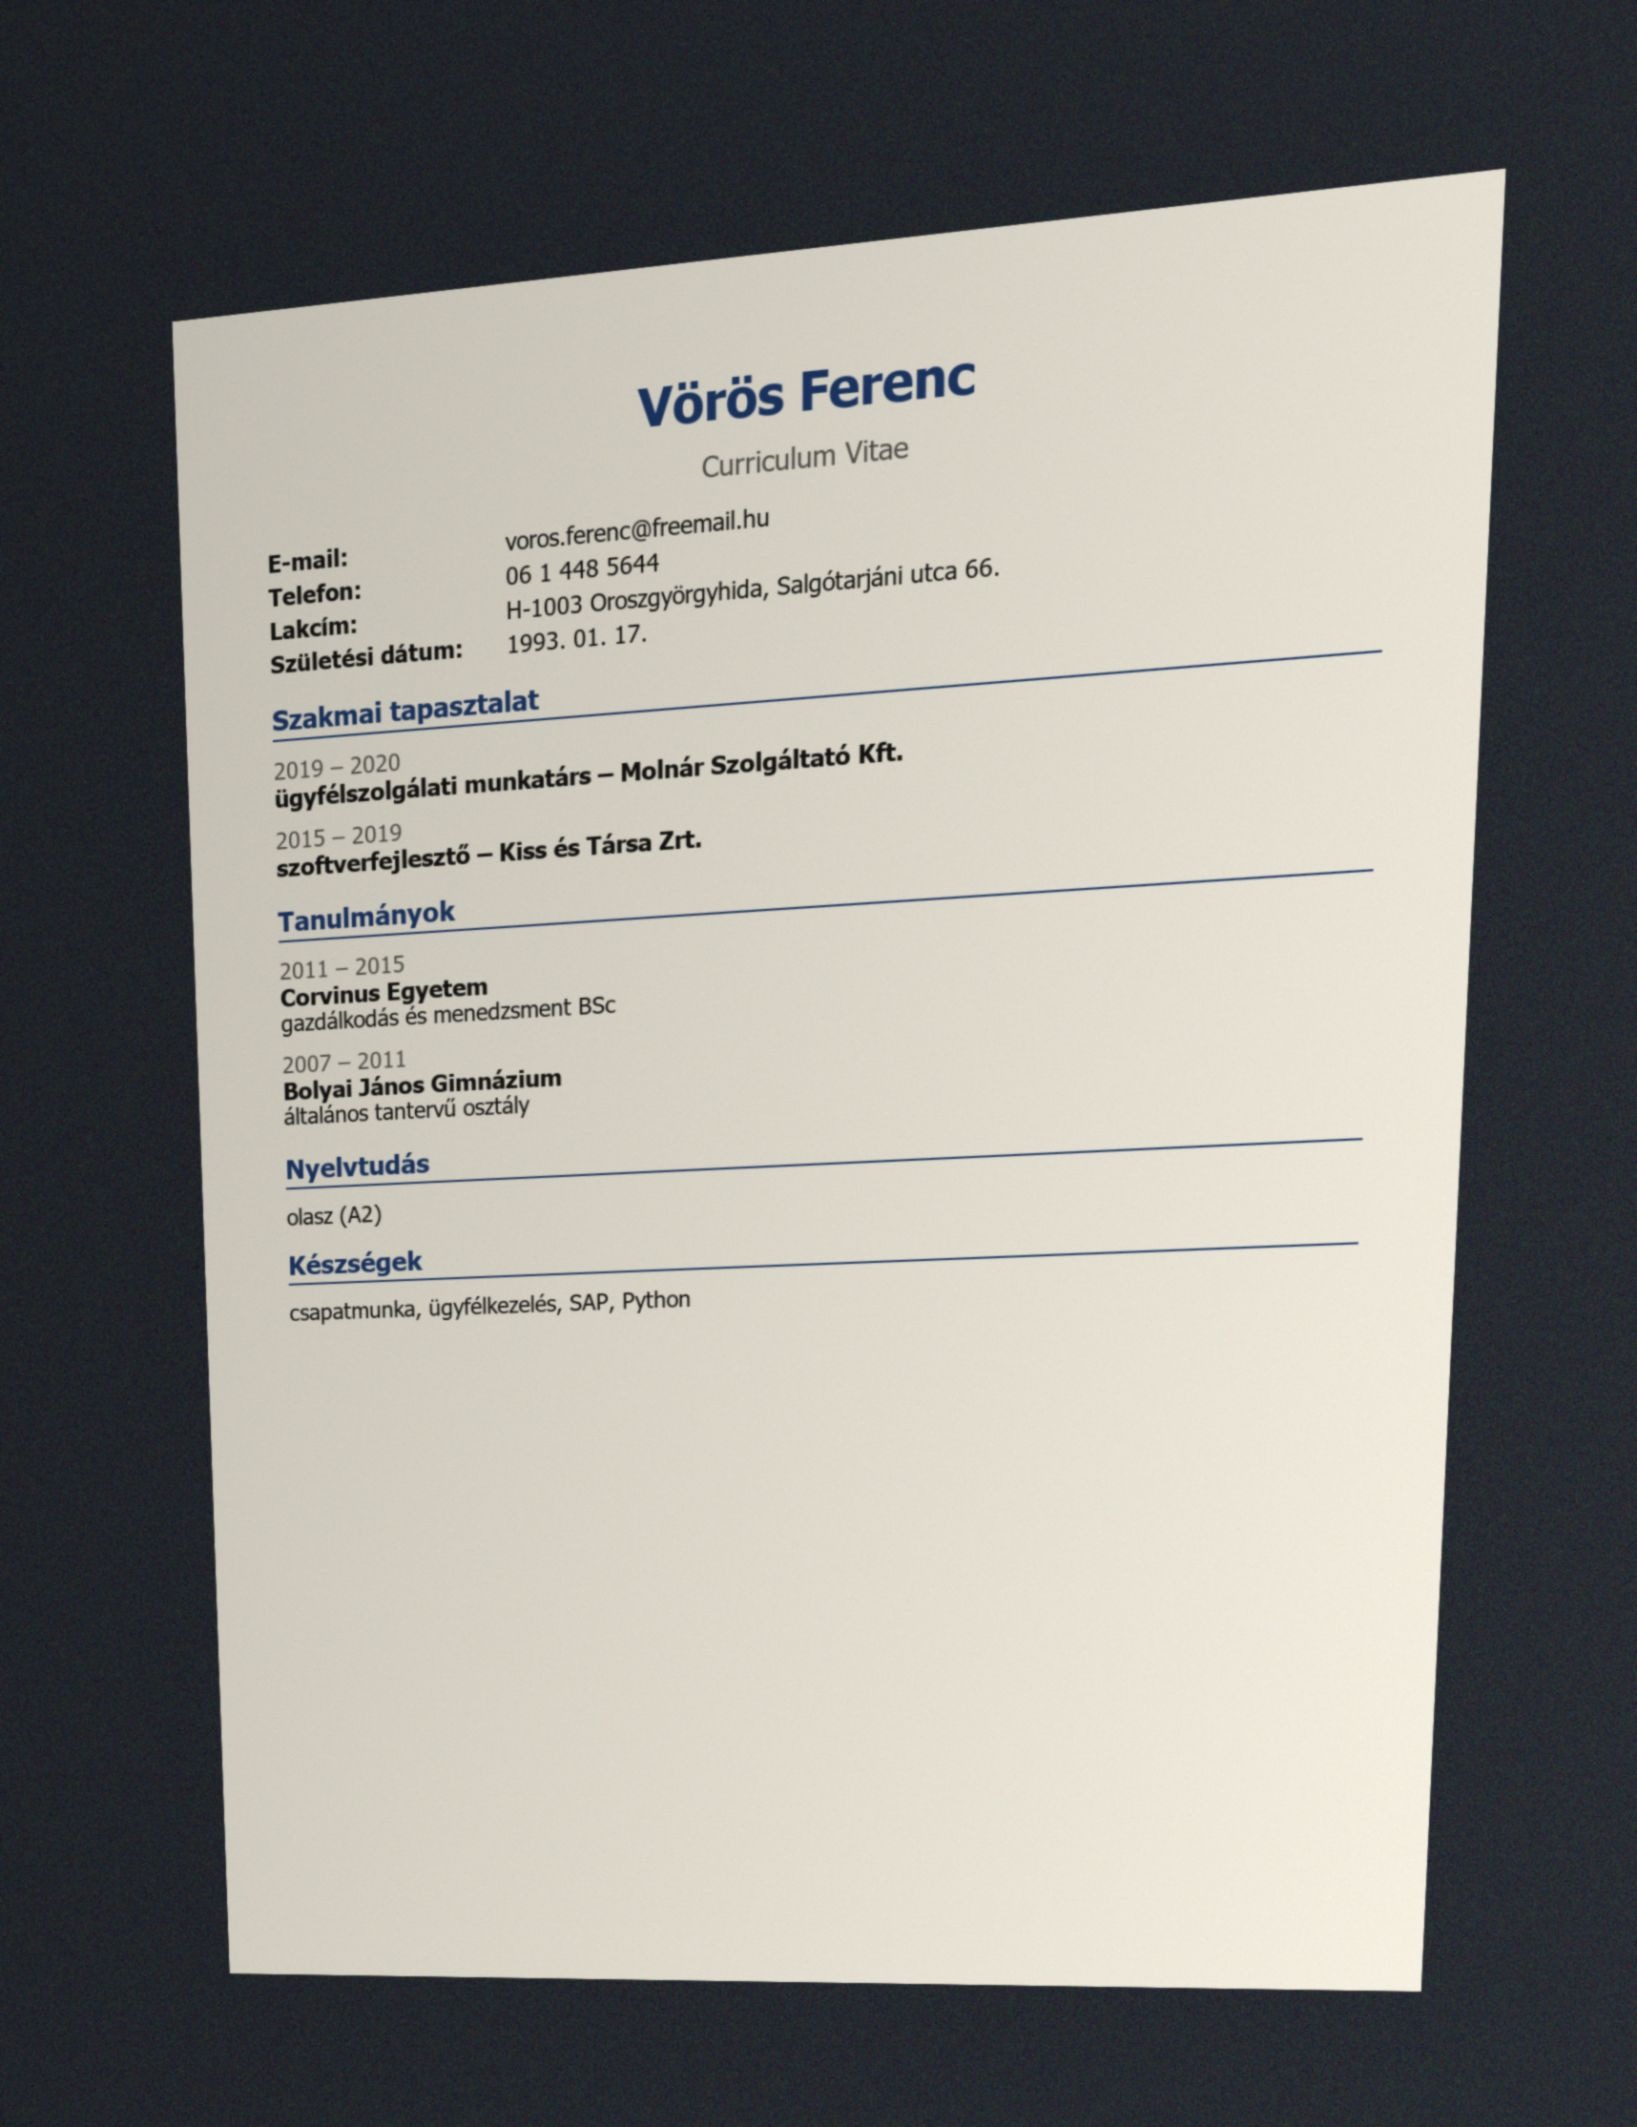 Vörös Ferenc
Curriculum Vitae
E-mail: voros.ferenc@freemail.hu
Telefon: 06 1 448 5644
Lakcím: H-1003 Oroszgyörgyhida, Salgótarjáni utca 66.
Születési dátum: 1993. 01. 17.
Szakmai tapasztalat
2019 – 2020
ügyfélszolgálati munkatárs – Molnár Szolgáltató Kft.
2015 – 2019
szoftverfejlesztő – Kiss és Társa Zrt.
Tanulmányok
2011 – 2015
Corvinus Egyetem
gazdálkodás és menedzsment BSc
2007 – 2011
Bolyai János Gimnázium
általános tantervű osztály
Nyelvtudás
olasz (A2)
Készségek
csapatmunka, ügyfélkezelés, SAP, Python